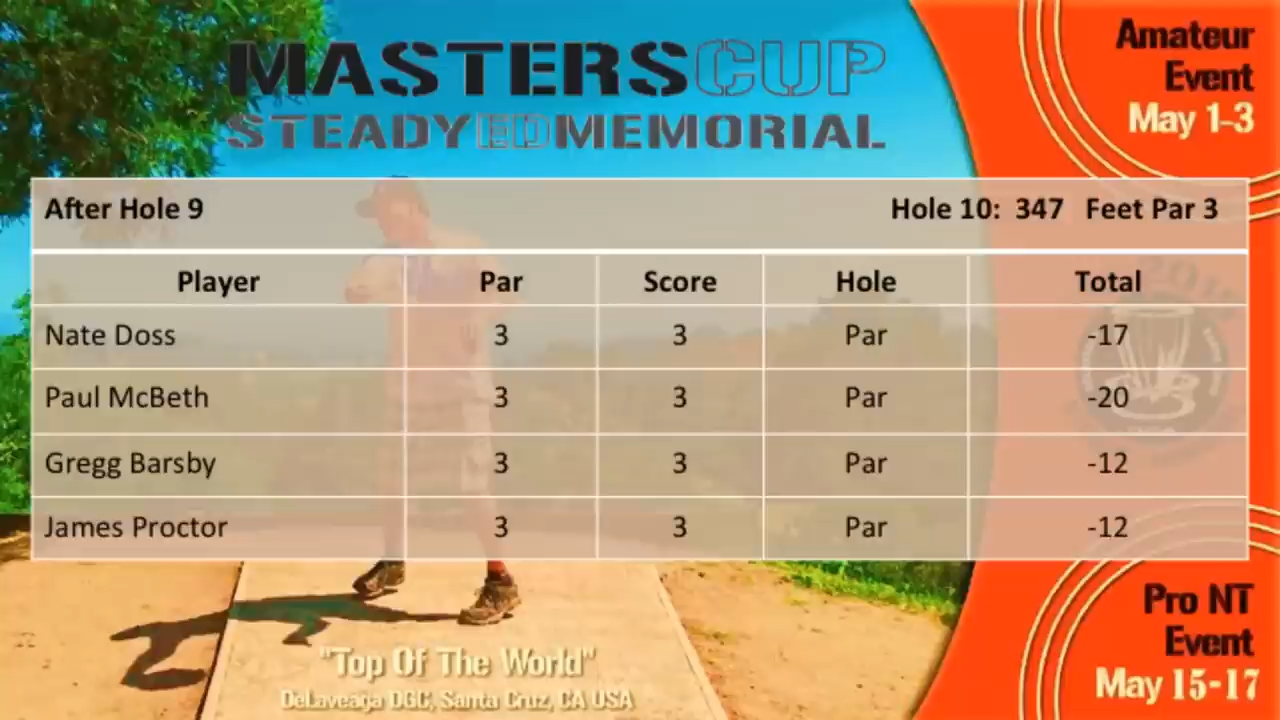 MASTERSCUP
STEADYEDMEMORIAL
Amateur
Event
May 1-3
After Hole 9 Hole 10: 347 Feet Par 3
Player Par Score Hole Total
Nate Doss 3 3 Par -17
Paul McBeth 3 3 Par -20
Gregg Barsby 3 3 Par -12
James Proctor 3 3 Par -12
Pro NT
Event
May 15-17
"Top Of The World"
DeLaveaga DGC, Santa Cruz, CA USA